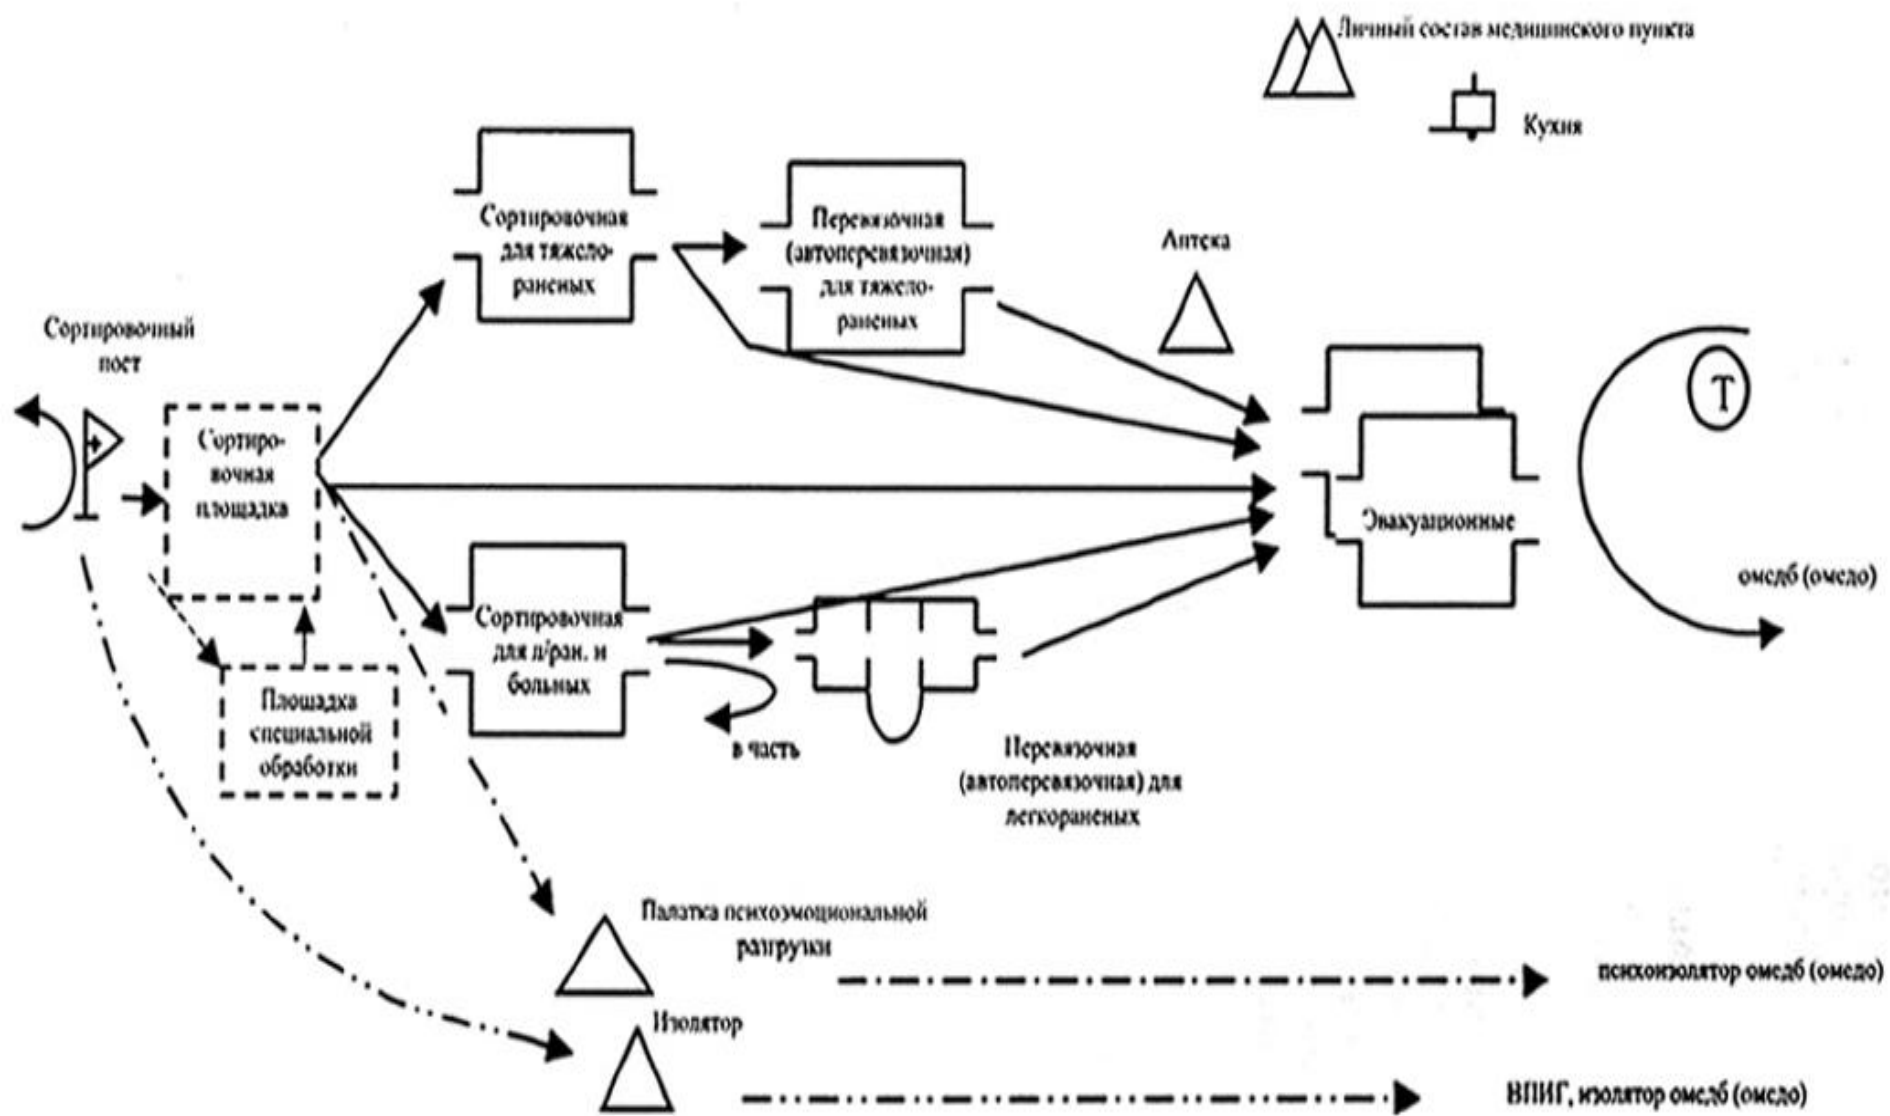 Личный состав медицинского пункта
Кухня
Сортировочная
для тяжело-
раненых
Перевязочная
(автоперевязочная)
для тяжело-
раненых
Аптека
Сортировочный
пост
Сортиро-
вочная
площадка
Т
Эвакуационные
омедб (омедо)
Сортировочная
для л/ран. и
больных
в часть
Площадка
специальной
обработки
Перевязочная
(автоперевязочная) для
легкораненых
Палатка психоэмоциональной
разгрузки
психоизолятор омедб (омедо)
Изолятор
ВПИГ, изолятор омедб (омедо)